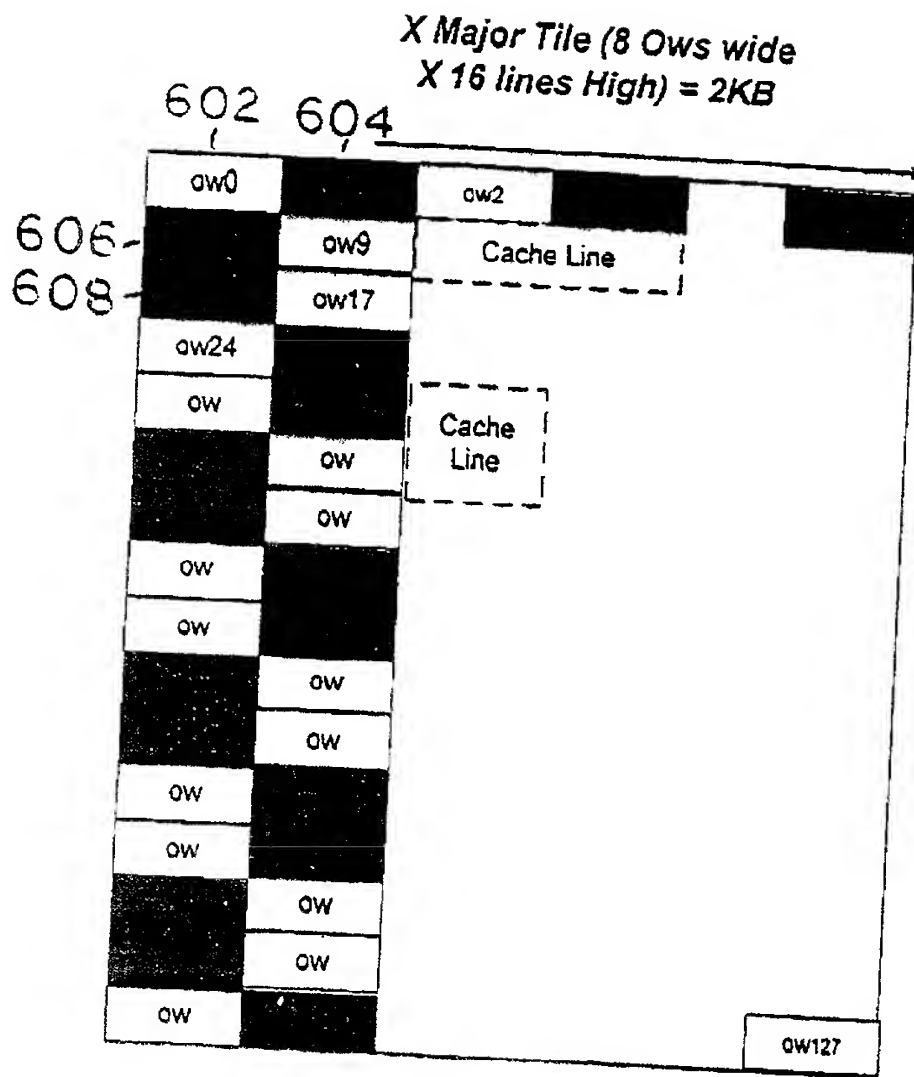 X Major Tile (8 Ows wide
X 16 lines High) = 2KB
602 604
ow0 ow2
606 ow9 Cache Line
608 ow17
ow24
ow
Cache
Line
ow
ow
ow
ow
ow
ow
ow
ow
ow
ow
ow
ow127